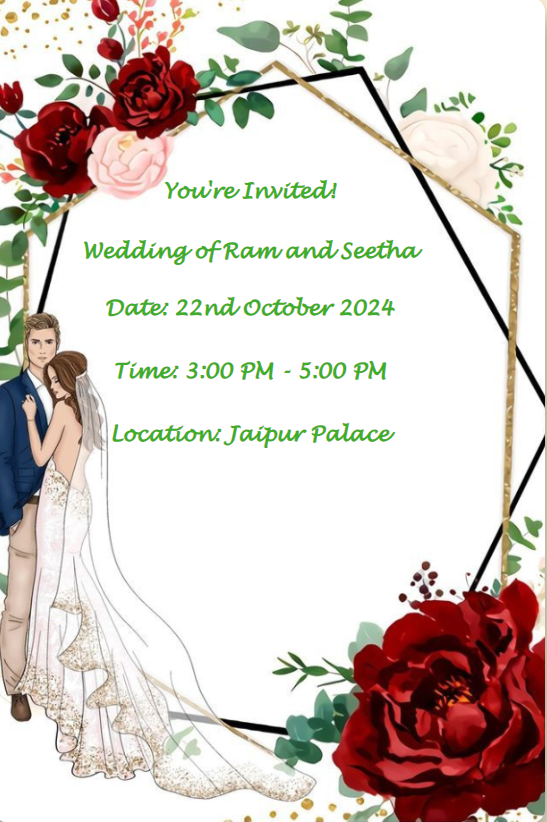 You're Invited!
Wedding of Ram and Seetha
Date: 22nd October 2024
Time: 3:00 PM - 5:00 PM
Location: Jaipur Palace